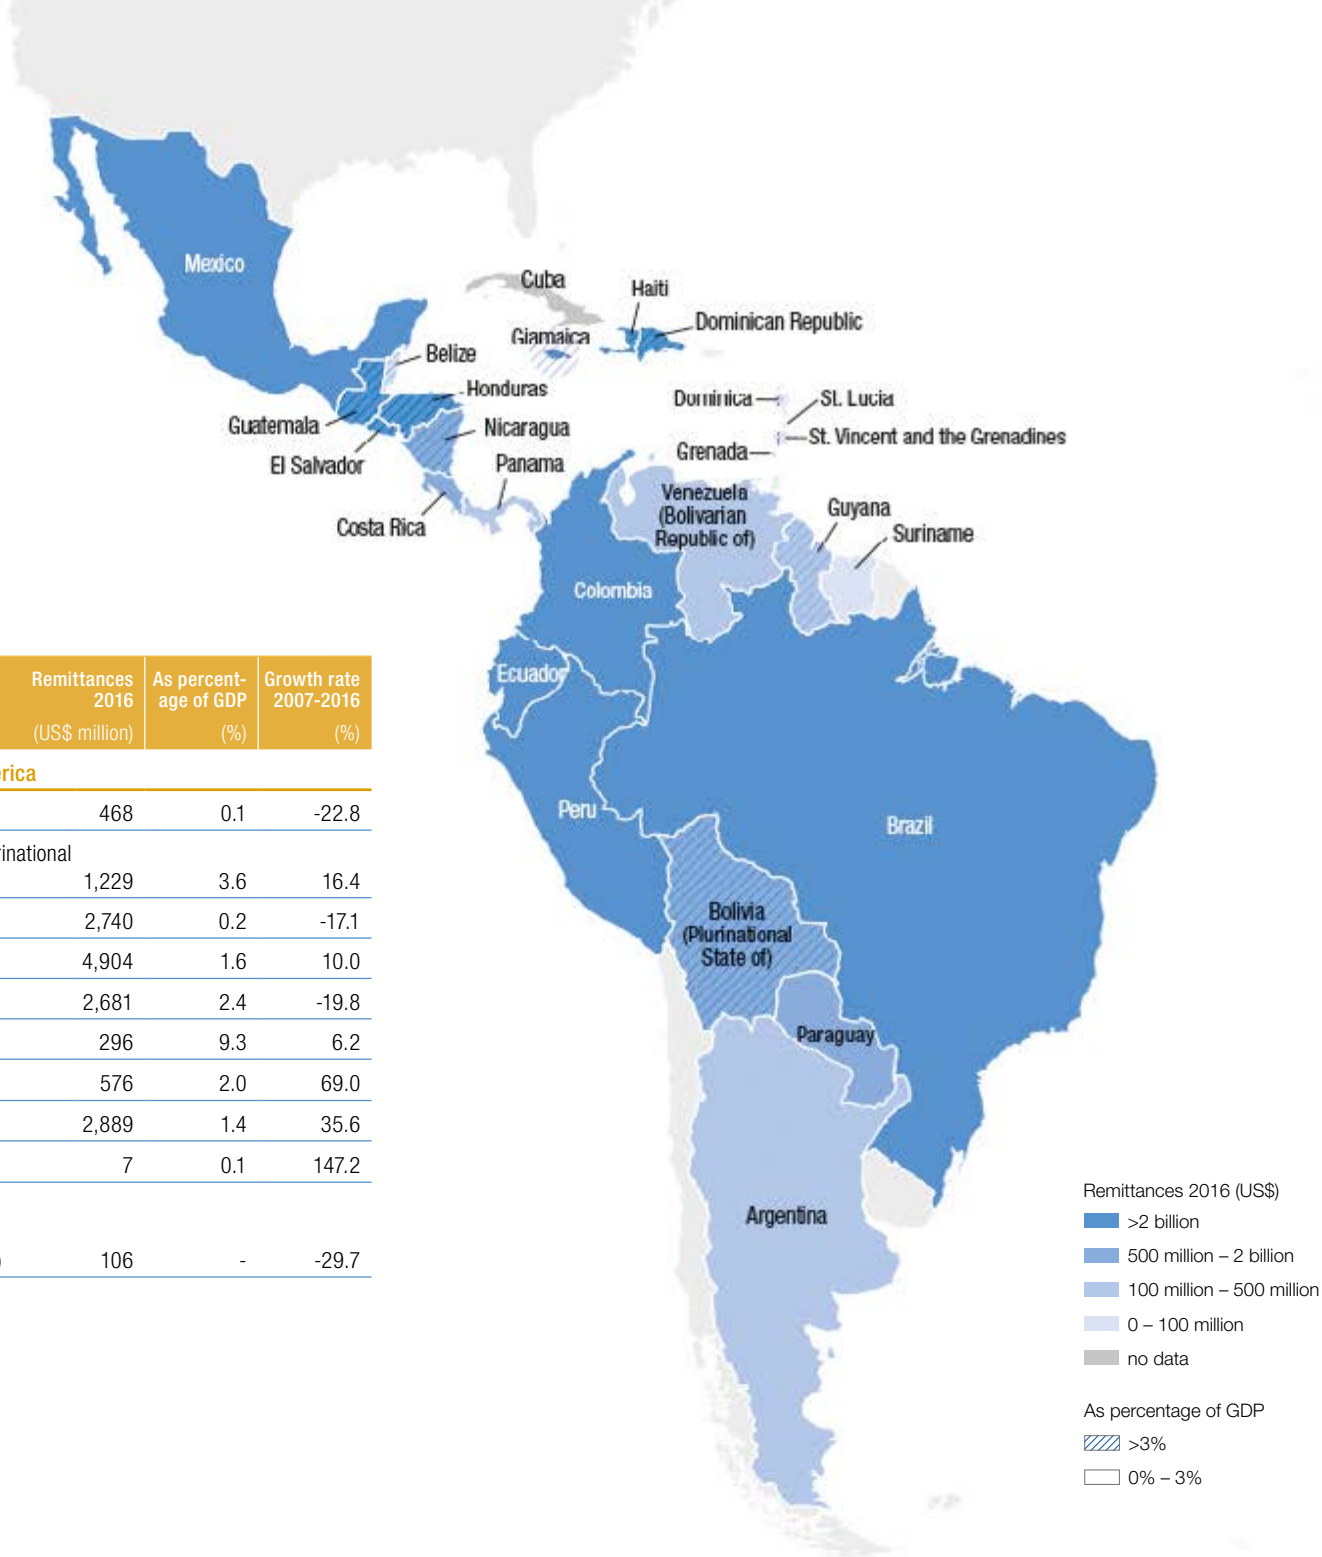 Mexico
Cuba
Haiti
Dominican Republic
Giamaica
Belize
Honduras
Guatemala
Nicaragua
El Salvador
Panama
Costa Rica
Dominica
St. Lucia
St. Vincent and the Grenadines
Grenada
Venezuela
(Bolivarian
Republic of)
Guyana
Suriname
Colombia
Ecuador
Peru
Brazil
Bolivia
(Plurinational
State of)
Paraguay
Argentina
Remittances As percent- Growth rate
2016 age of GDP 2007-2016
(US$ million) (%) (%)
erica
468 0.1 -22.8
rinational
1,229 3.6 16.4
2,740 0.2 -17.1
4,904 1.6 10.0
2,681 2.4 -19.8
296 9.3 6.2
576 2.0 69.0
2,889 1.4 35.6
7 0.1 147.2
) 106 - -29.7
Remittances 2016 (US$)
>2 billion
500 million – 2 billion
100 million – 500 million
0 – 100 million
no data
As percentage of GDP
>3%
0% – 3%